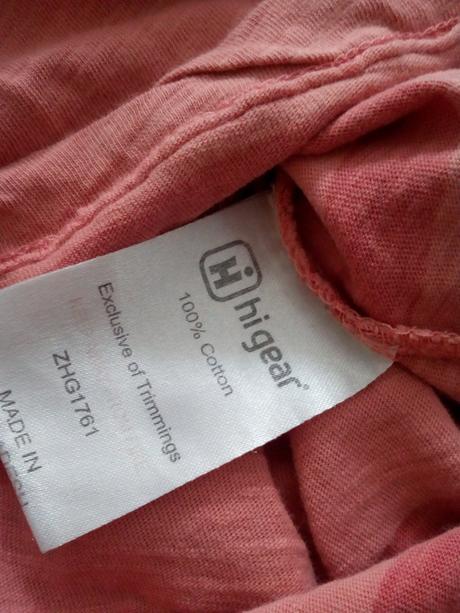 hi gear
100% Cotton
Exclusive of Trimmings
ZHG1761
MADE IN